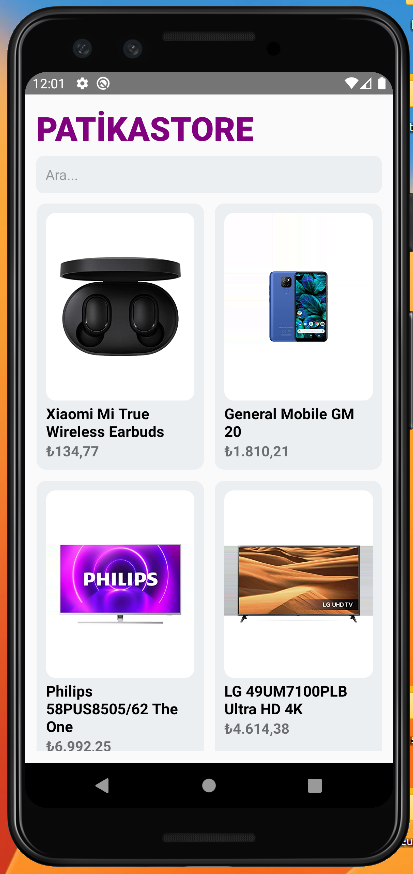 12:01
PATİKASTORE
Ara...
Xiaomi Mi True
Wireless Earbuds
₺134,77
General Mobile GM
20
₺1.810,21
PHILIPS
Philips
58PUS8505/62 The
One
₺6.992,25
LG UHD TV
LG 49UM7100PLB
Ultra HD 4K
₺4.614,38